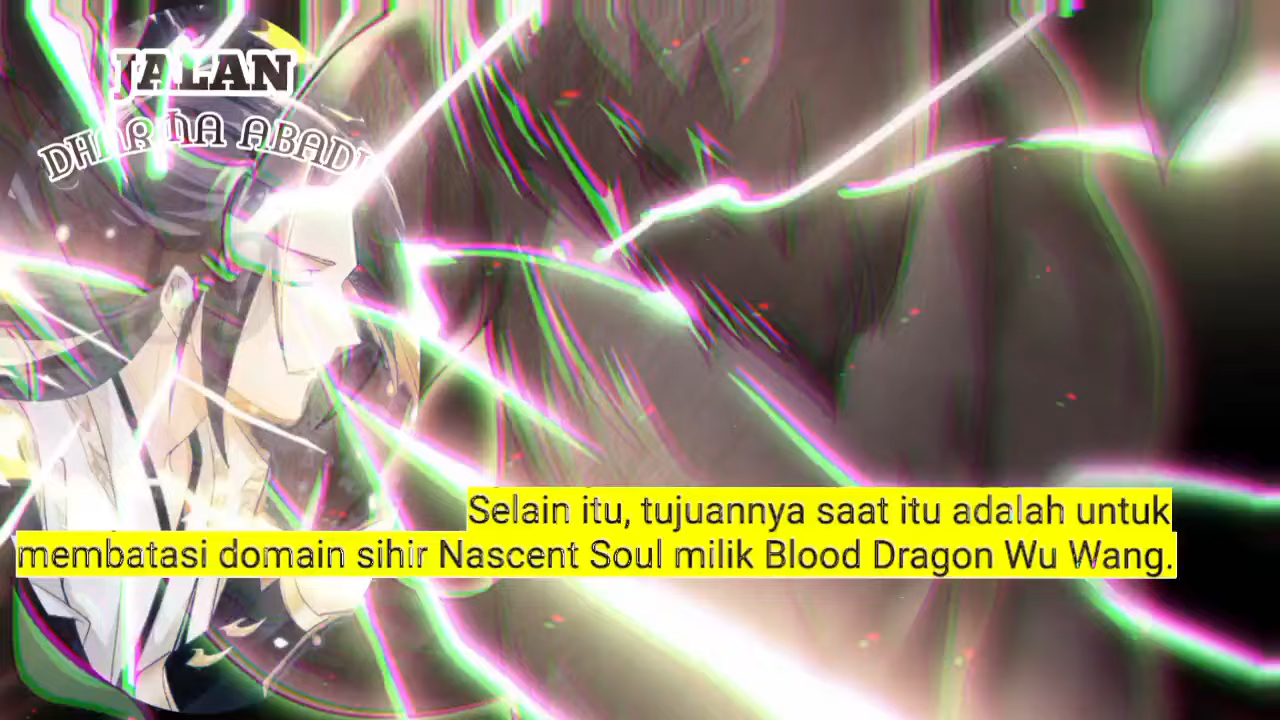 JALAN
DHARMA ABADI
Selain itu, tujuannya saat itu adalah untuk
membatasi domain sihir Nascent Soul milik Blood Dragon Wu Wang.